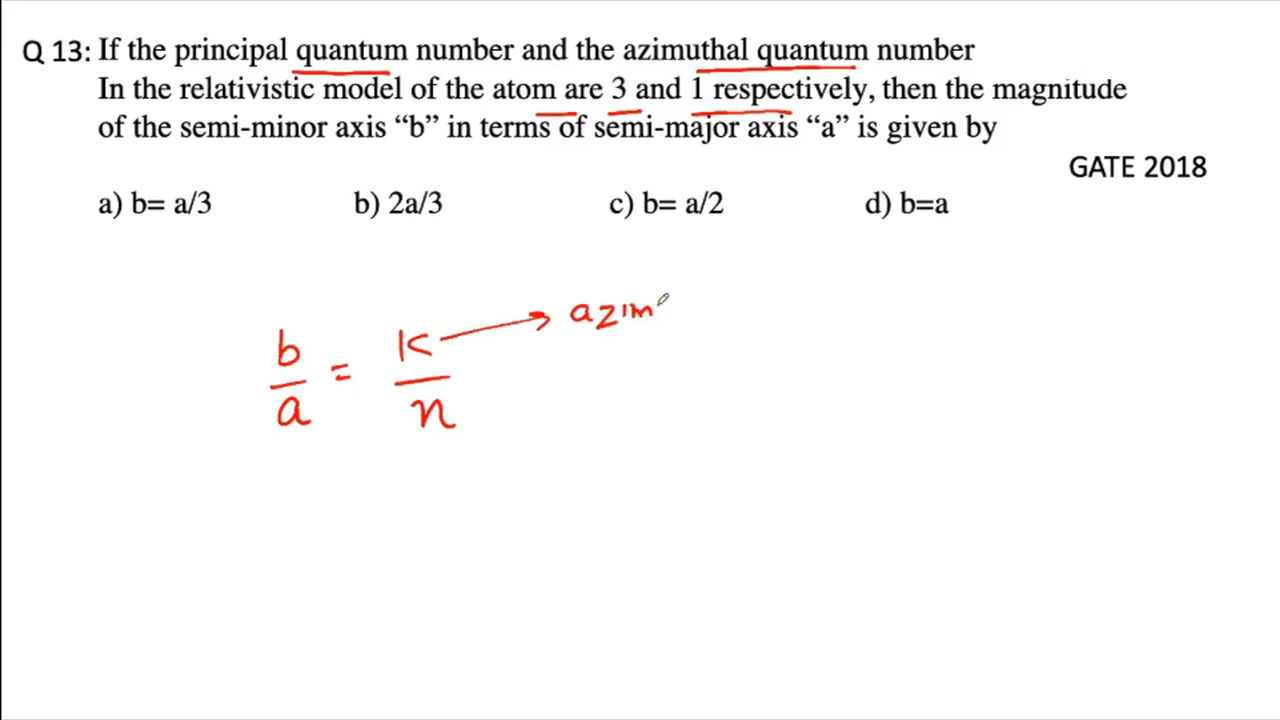 Q 13: If the principal quantum number and the azimuthal quantum number
In the relativistic model of the atom are 3 and 1 respectively, then the magnitude
of the semi-minor axis “b” in terms of semi-major axis “a” is given by
GATE 2018
a) b= a/3 b) 2a/3 c) b= a/2 d) b=a
b/a = K/n → azim